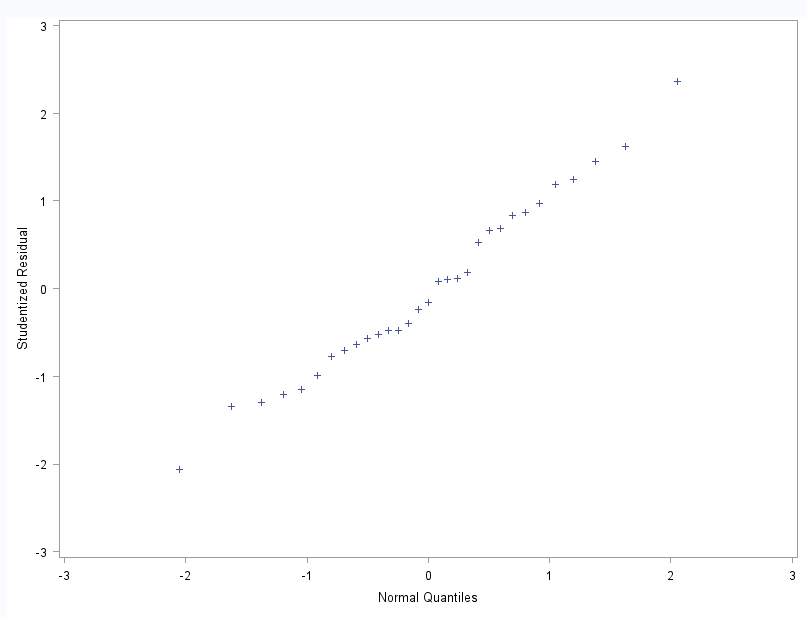 3
2
1
0
-1
-2
-3
Studentized Residual
-3 -2 -1 0 1 2 3
Normal Quantiles